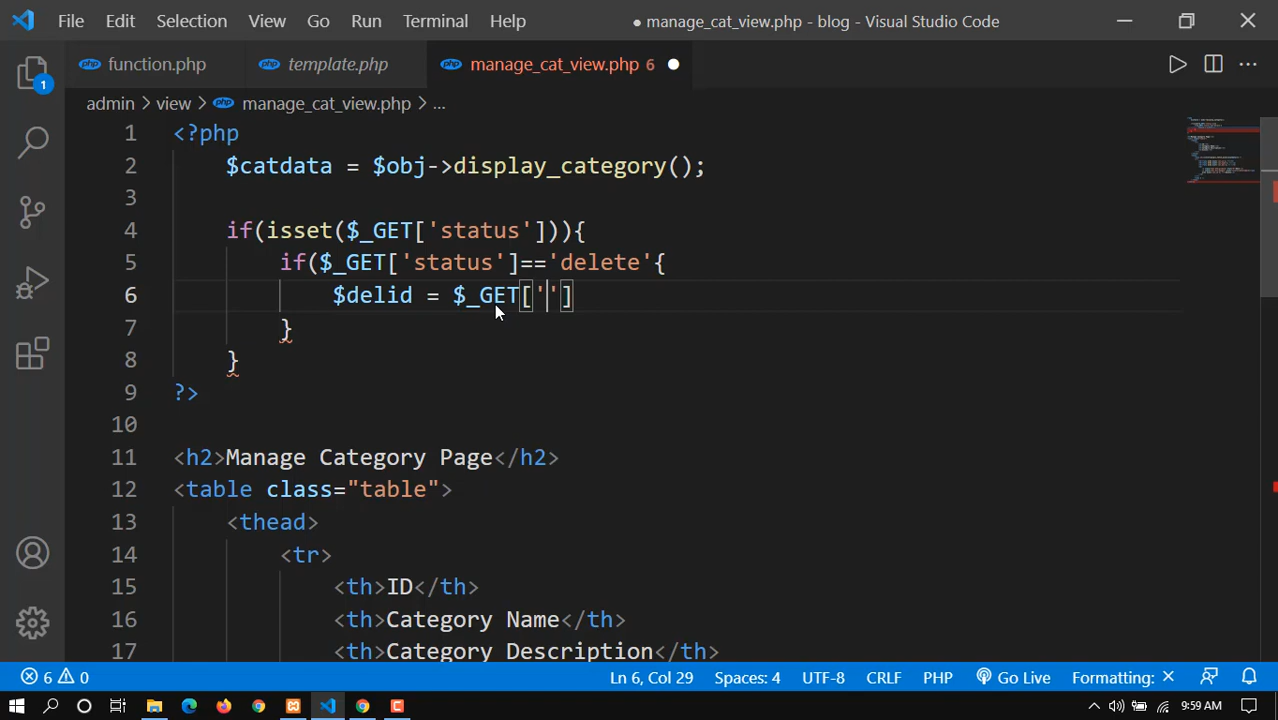 File Edit Selection View Go Run Terminal Help ● manage_cat_view.php - blog - Visual Studio Code
php function.php php template.php php manage_cat_view.php 6
1
admin > view > php manage_cat_view.php > ...
1 <?php
2 $catdata = $obj->display_category();
3
4 if(isset($_GET['status'])){
5 if($_GET['status']=='delete'{
6 $delid = $_GET['']
7 }
8 }
9 ?>
10
11 <h2>Manage Category Page</h2>
12 <table class="table">
13 <thead>
14 <tr>
15 <th>ID</th>
16 <th>Category Name</th>
17 <th>Category Description</th>
6 0 Ln 6, Col 29 Spaces: 4 UTF-8 CRLF PHP Go Live Formatting: ×
9:59 AM